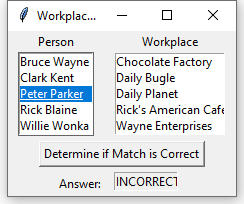 Workplac...
Person Workplace
Bruce Wayne Chocolate Factory
Clark Kent Daily Bugle
Peter Parker Daily Planet
Rick Blaine Rick's American Café
Willie Wonka Wayne Enterprises
Determine if Match is Correct
Answer: INCORRECT